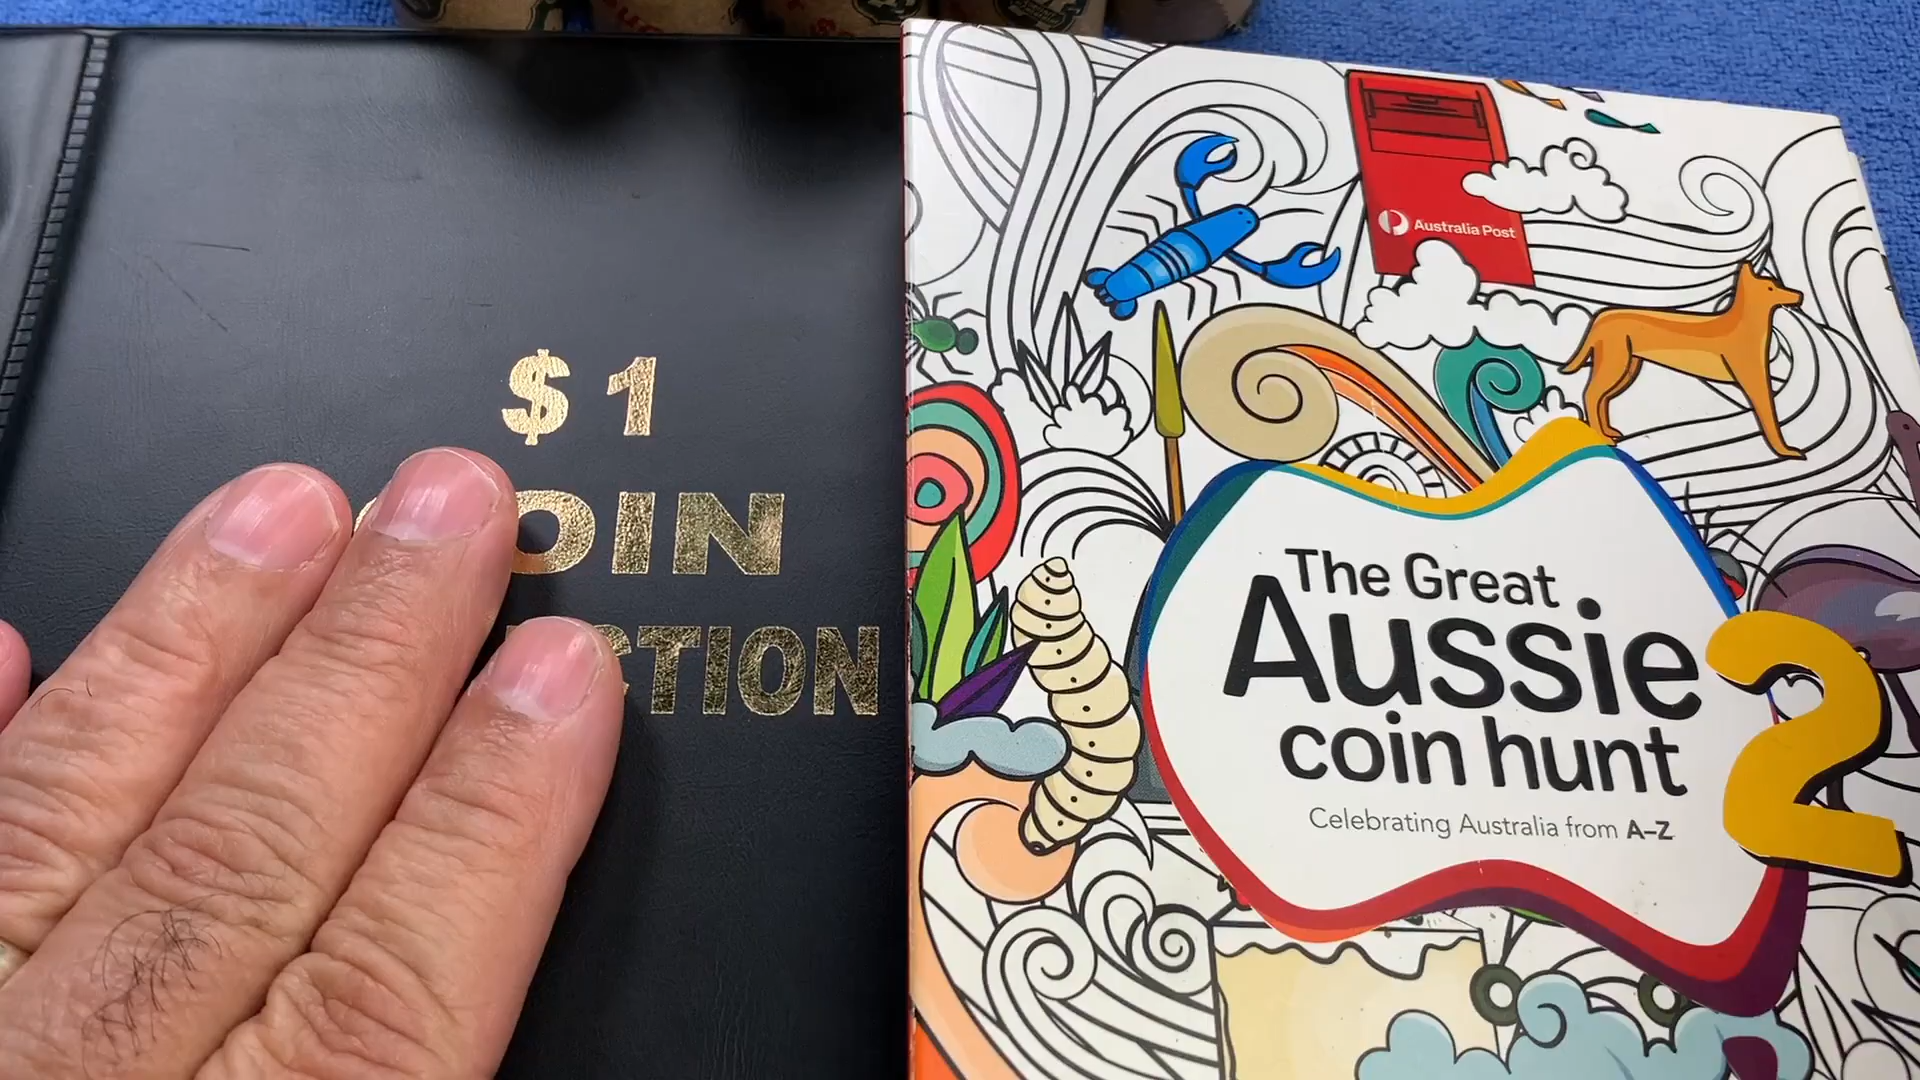 $1
OIN
CTION
Australia Post
The Great
Aussie
coin hunt
2
Celebrating Australia from A–Z